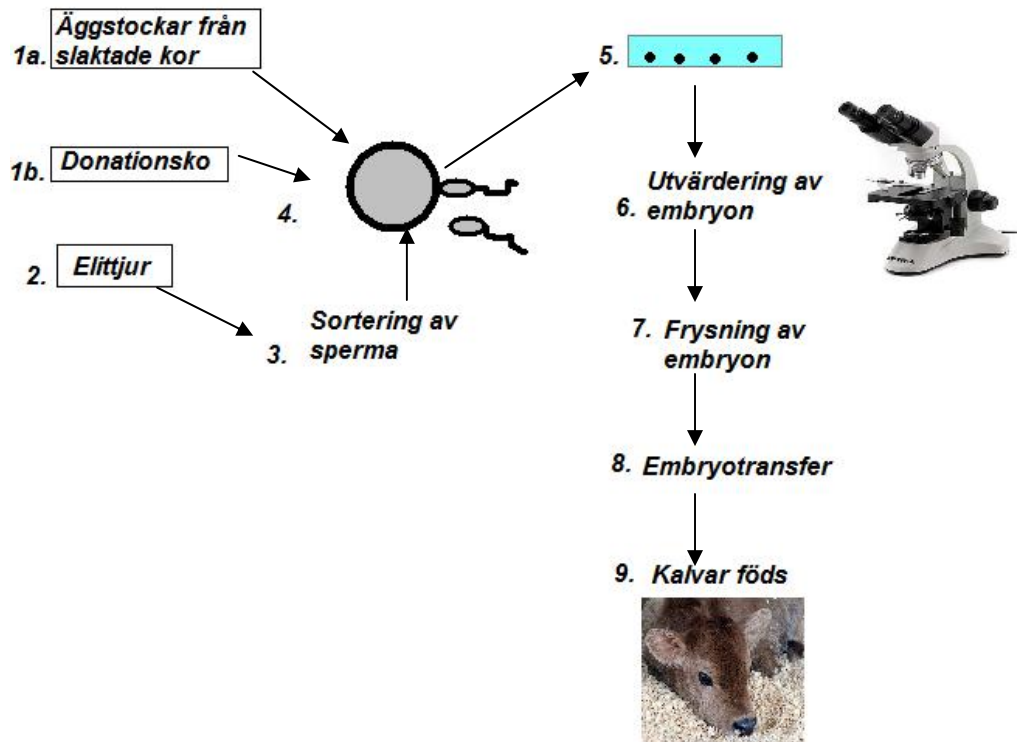 1a. Äggstockar från
slaktade kor
1b. Donationsko
2. Elittjur
3. Sortering av
sperma
4.
5.
6. Utvärdering av
embryon
7. Frysning av
embryon
8. Embryotransfer
9. Kalvar föds